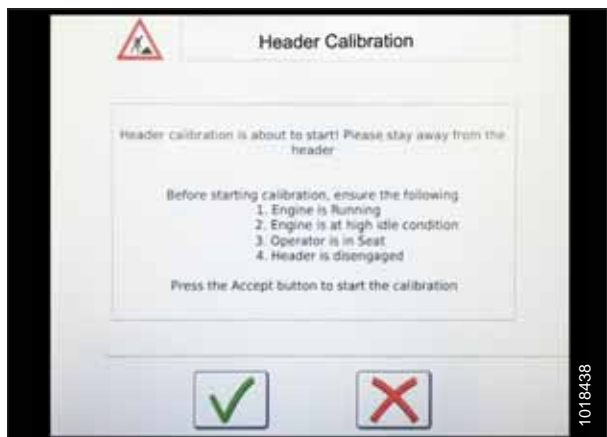 Header Calibration
Header calibration is about to start! Please stay away from the
header
Before starting calibration, ensure the following
1. Engine is Running
2. Engine is at high idle condition
3. Operator is in Seat
4. Header is disengaged
Press the Accept button to start the calibration
1018438